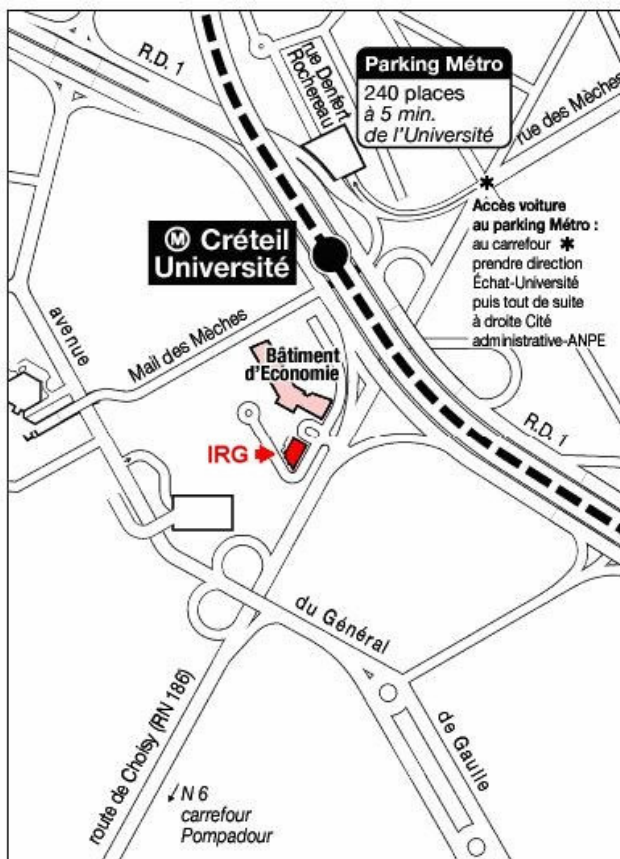 R.D. 1
rue Denfert
Rochereau
Parking Métro
240 places
à 5 min.
de l'Université
rue des Mèches
Accès voiture
au parking Métro :
au carrefour *
prendre direction
Échat-Université
puis tout de suite
à droite Cité
administrative-ANPE
M Créteil
Université
avenue
Mail des Mèches
Bâtiment
d'Economie
IRG
R.D. 1
du Général
de Gaulle
route de Choisy (RN 186)
N 6
carrefour
Pompadour